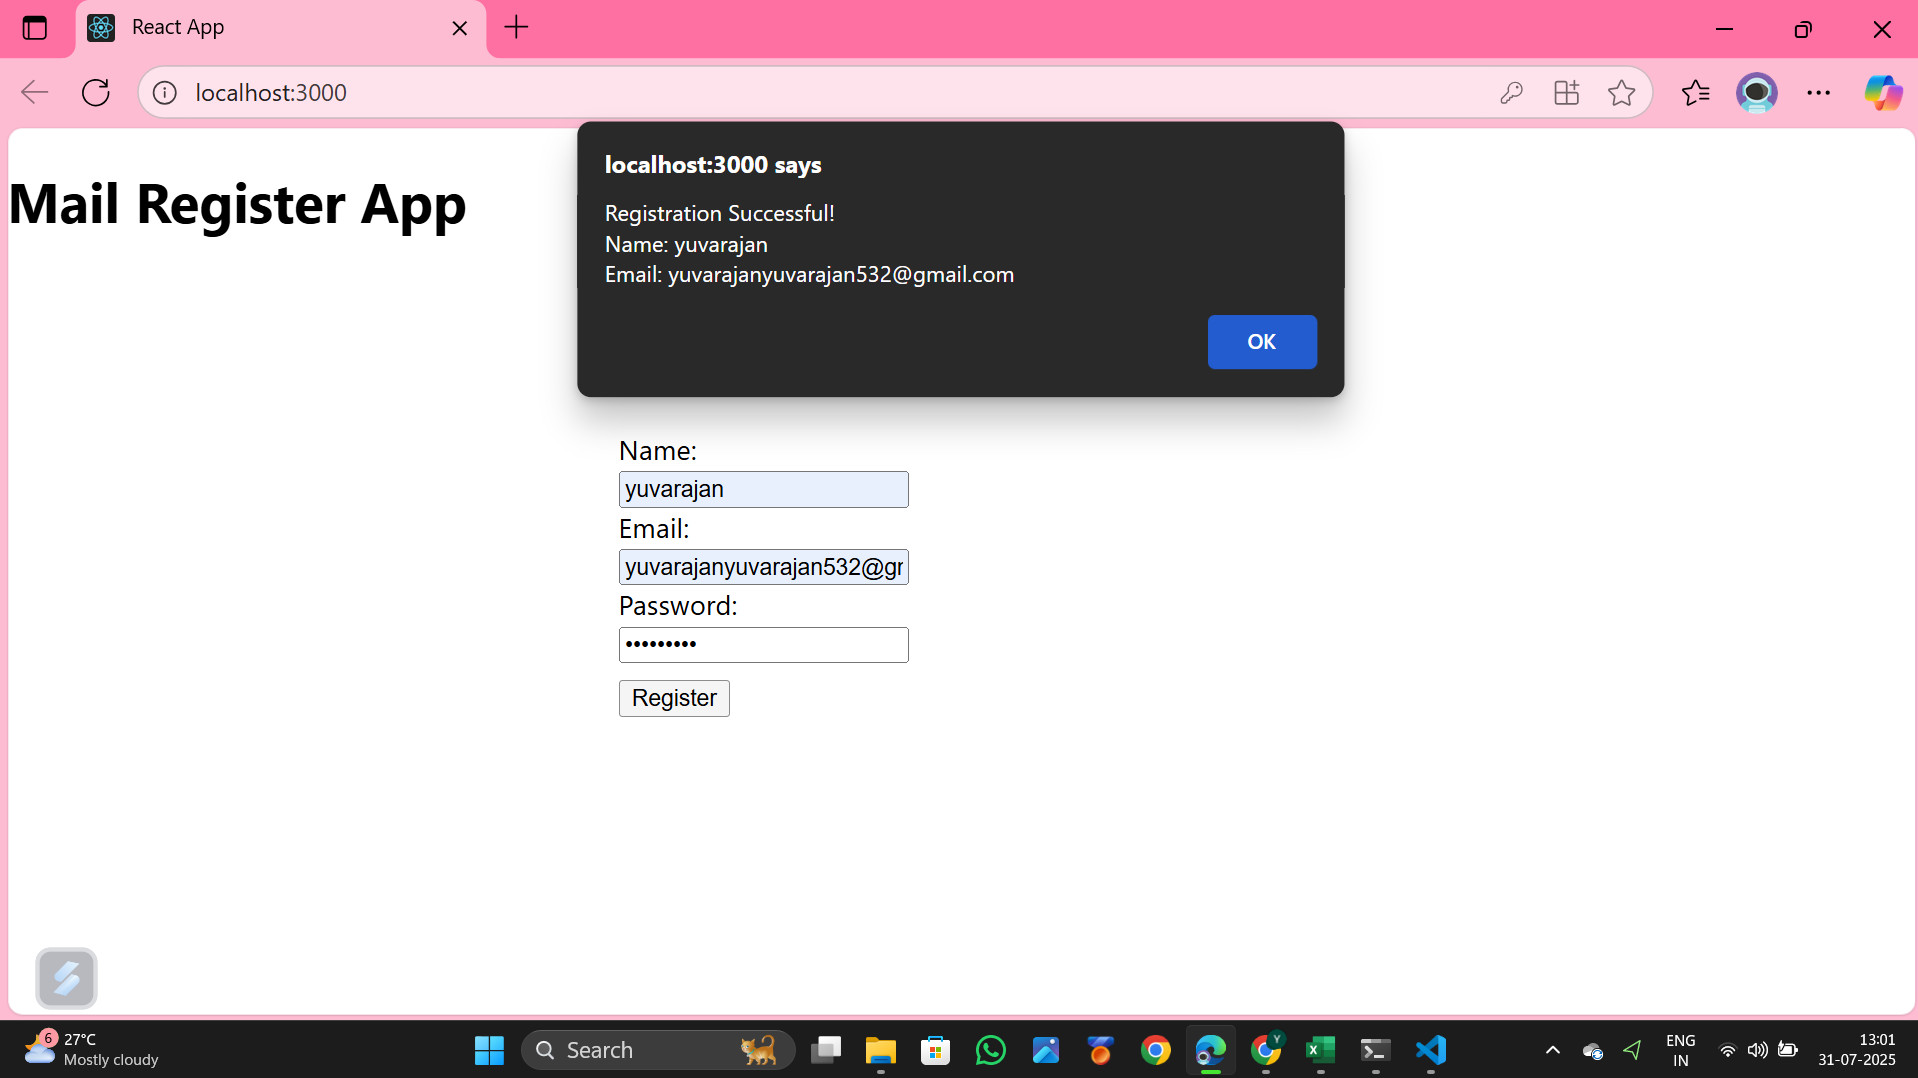 React App
localhost:3000
localhost:3000 says
Mail Register App
Registration Successful!
Name: yuvarajan
Email: yuvarajanyuvarajan532@gmail.com
OK
Name:
yuvarajan
Email:
yuvarajanyuvarajan532@gr
Password:
•••••••••
Register
6
27°C
Mostly cloudy
Search
Y
ENG
IN
13:01
31-07-2025